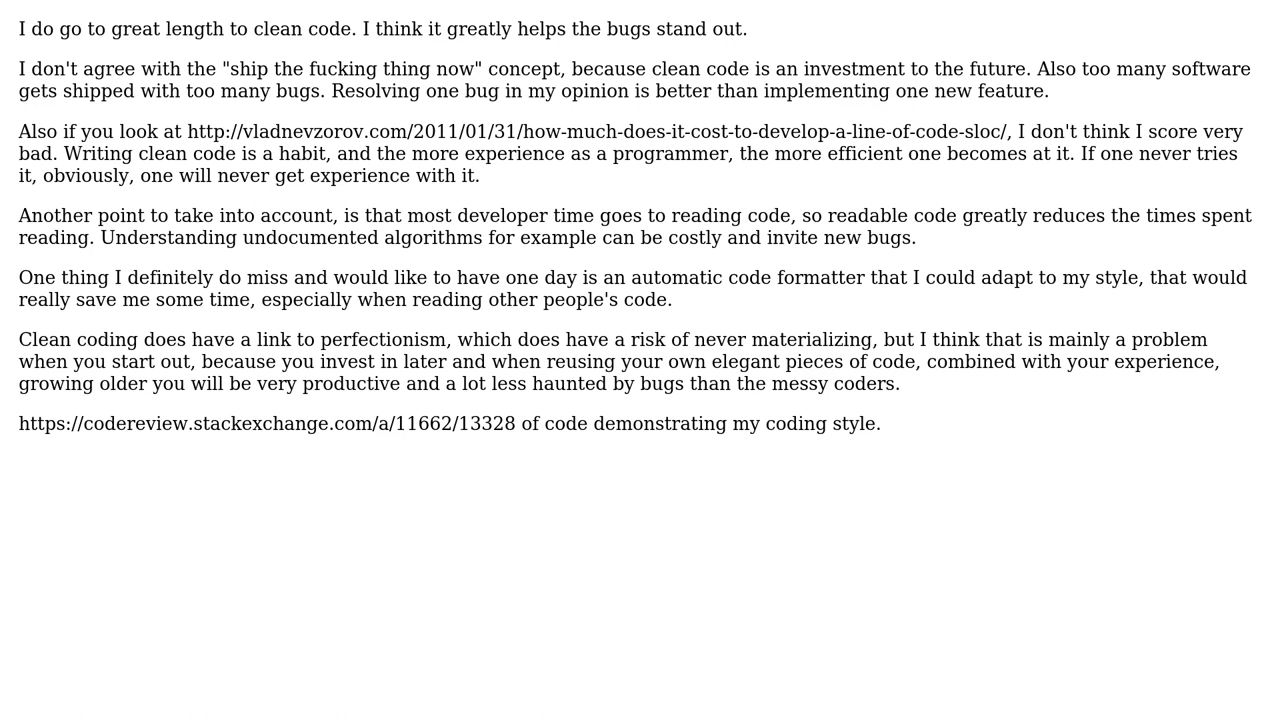 I do go to great length to clean code. I think it greatly helps the bugs stand out.
I don't agree with the "ship the fucking thing now" concept, because clean code is an investment to the future. Also too many software
gets shipped with too many bugs. Resolving one bug in my opinion is better than implementing one new feature.
Also if you look at http://vladnevzorov.com/2011/01/31/how-much-does-it-cost-to-develop-a-line-of-code-sloc/, I don't think I score very
bad. Writing clean code is a habit, and the more experience as a programmer, the more efficient one becomes at it. If one never tries
it, obviously, one will never get experience with it.
Another point to take into account, is that most developer time goes to reading code, so readable code greatly reduces the times spent
reading. Understanding undocumented algorithms for example can be costly and invite new bugs.
One thing I definitely do miss and would like to have one day is an automatic code formatter that I could adapt to my style, that would
really save me some time, especially when reading other people's code.
Clean coding does have a link to perfectionism, which does have a risk of never materializing, but I think that is mainly a problem
when you start out, because you invest in later and when reusing your own elegant pieces of code, combined with your experience,
growing older you will be very productive and a lot less haunted by bugs than the messy coders.
https://codereview.stackexchange.com/a/11662/13328 of code demonstrating my coding style.